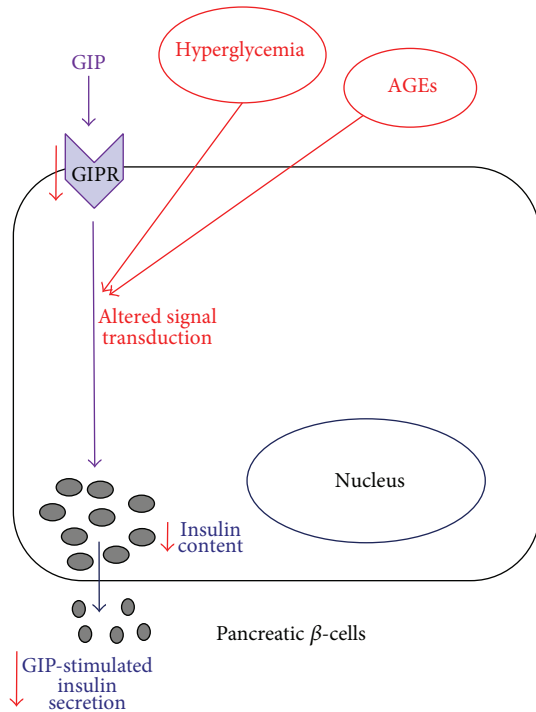 Hyperglycemia
GIP
AGEs
GIPR
Altered signal
transduction
Nucleus
Insulin
content
Pancreatic β-cells
GIP-stimulated
insulin
secretion